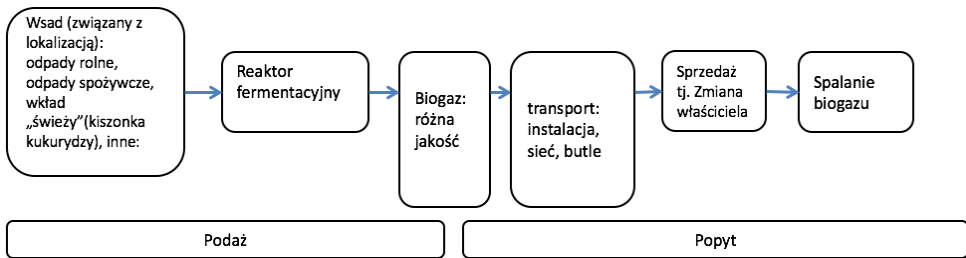 Wsad (związany z
lokalizacją):
odpady rolne,
odpady spożywcze,
wkład
„świeży”(kiszonka
kukurydzy), inne:
Reaktor
fermentacyjny
Biogaz:
różna
jakość
transport:
instalacja,
sieć, butle
Sprzedaż
tj. Zmiana
właściciela
Spalanie
biogazu
Podaż
Popyt